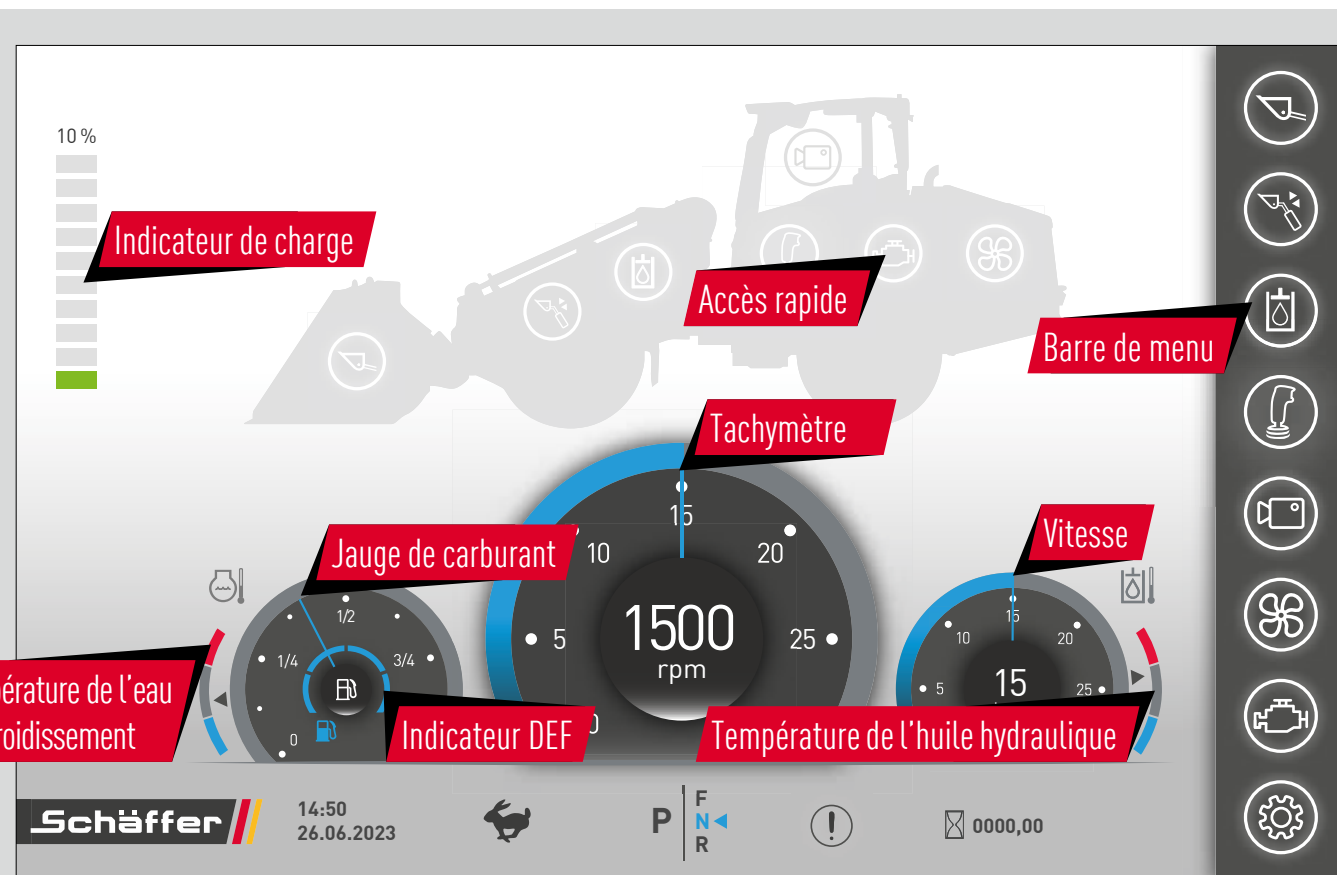 10 %
Indicateur de charge
Accès rapide
Barre de menu
Tachymètre
Jauge de carburant
Vitesse
15
10
20
5
25
1500
rpm
1/2
1/4
3/4
0
15
10
20
5
25
15
de l'eau
Indicateur DEF
Température de l'huile hydraulique
Schäffer
14:50
26.06.2023
P
F
N
R
0000,00